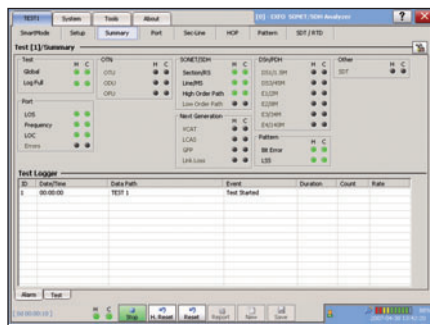 TEST1 System Tools About [0] - EXFO SONET/SDH Analyzer ?
SmartMode Setup Summary Port Sec-Line HOP Pattern SDT / RTD
Test [1]/Summary
Test H C
Global
Log Full
Port
LOS
Frequency
LOC
Errors
OTN H C
OTU
ODU
OPU
SONET/SDH H C
Section/RS
Line/MS
High Order Path
Low Order Path
Next Generation H C
VCAT
LCAS
GFP
Link Loss
DSn/PDH H C
DS1/1.5M
DS3/45M
E1/2M
E2/8M
E3/34M
E4/140M
Pattern H C
Bit Error
LSS
Other H C
SDT
Test Logger
ID Date/Time Data Path Event Duration Count Rate
1 00:00:00 TEST 1 Test Started
Alarm Test
H C Stop H. Reset Reset Report New Save